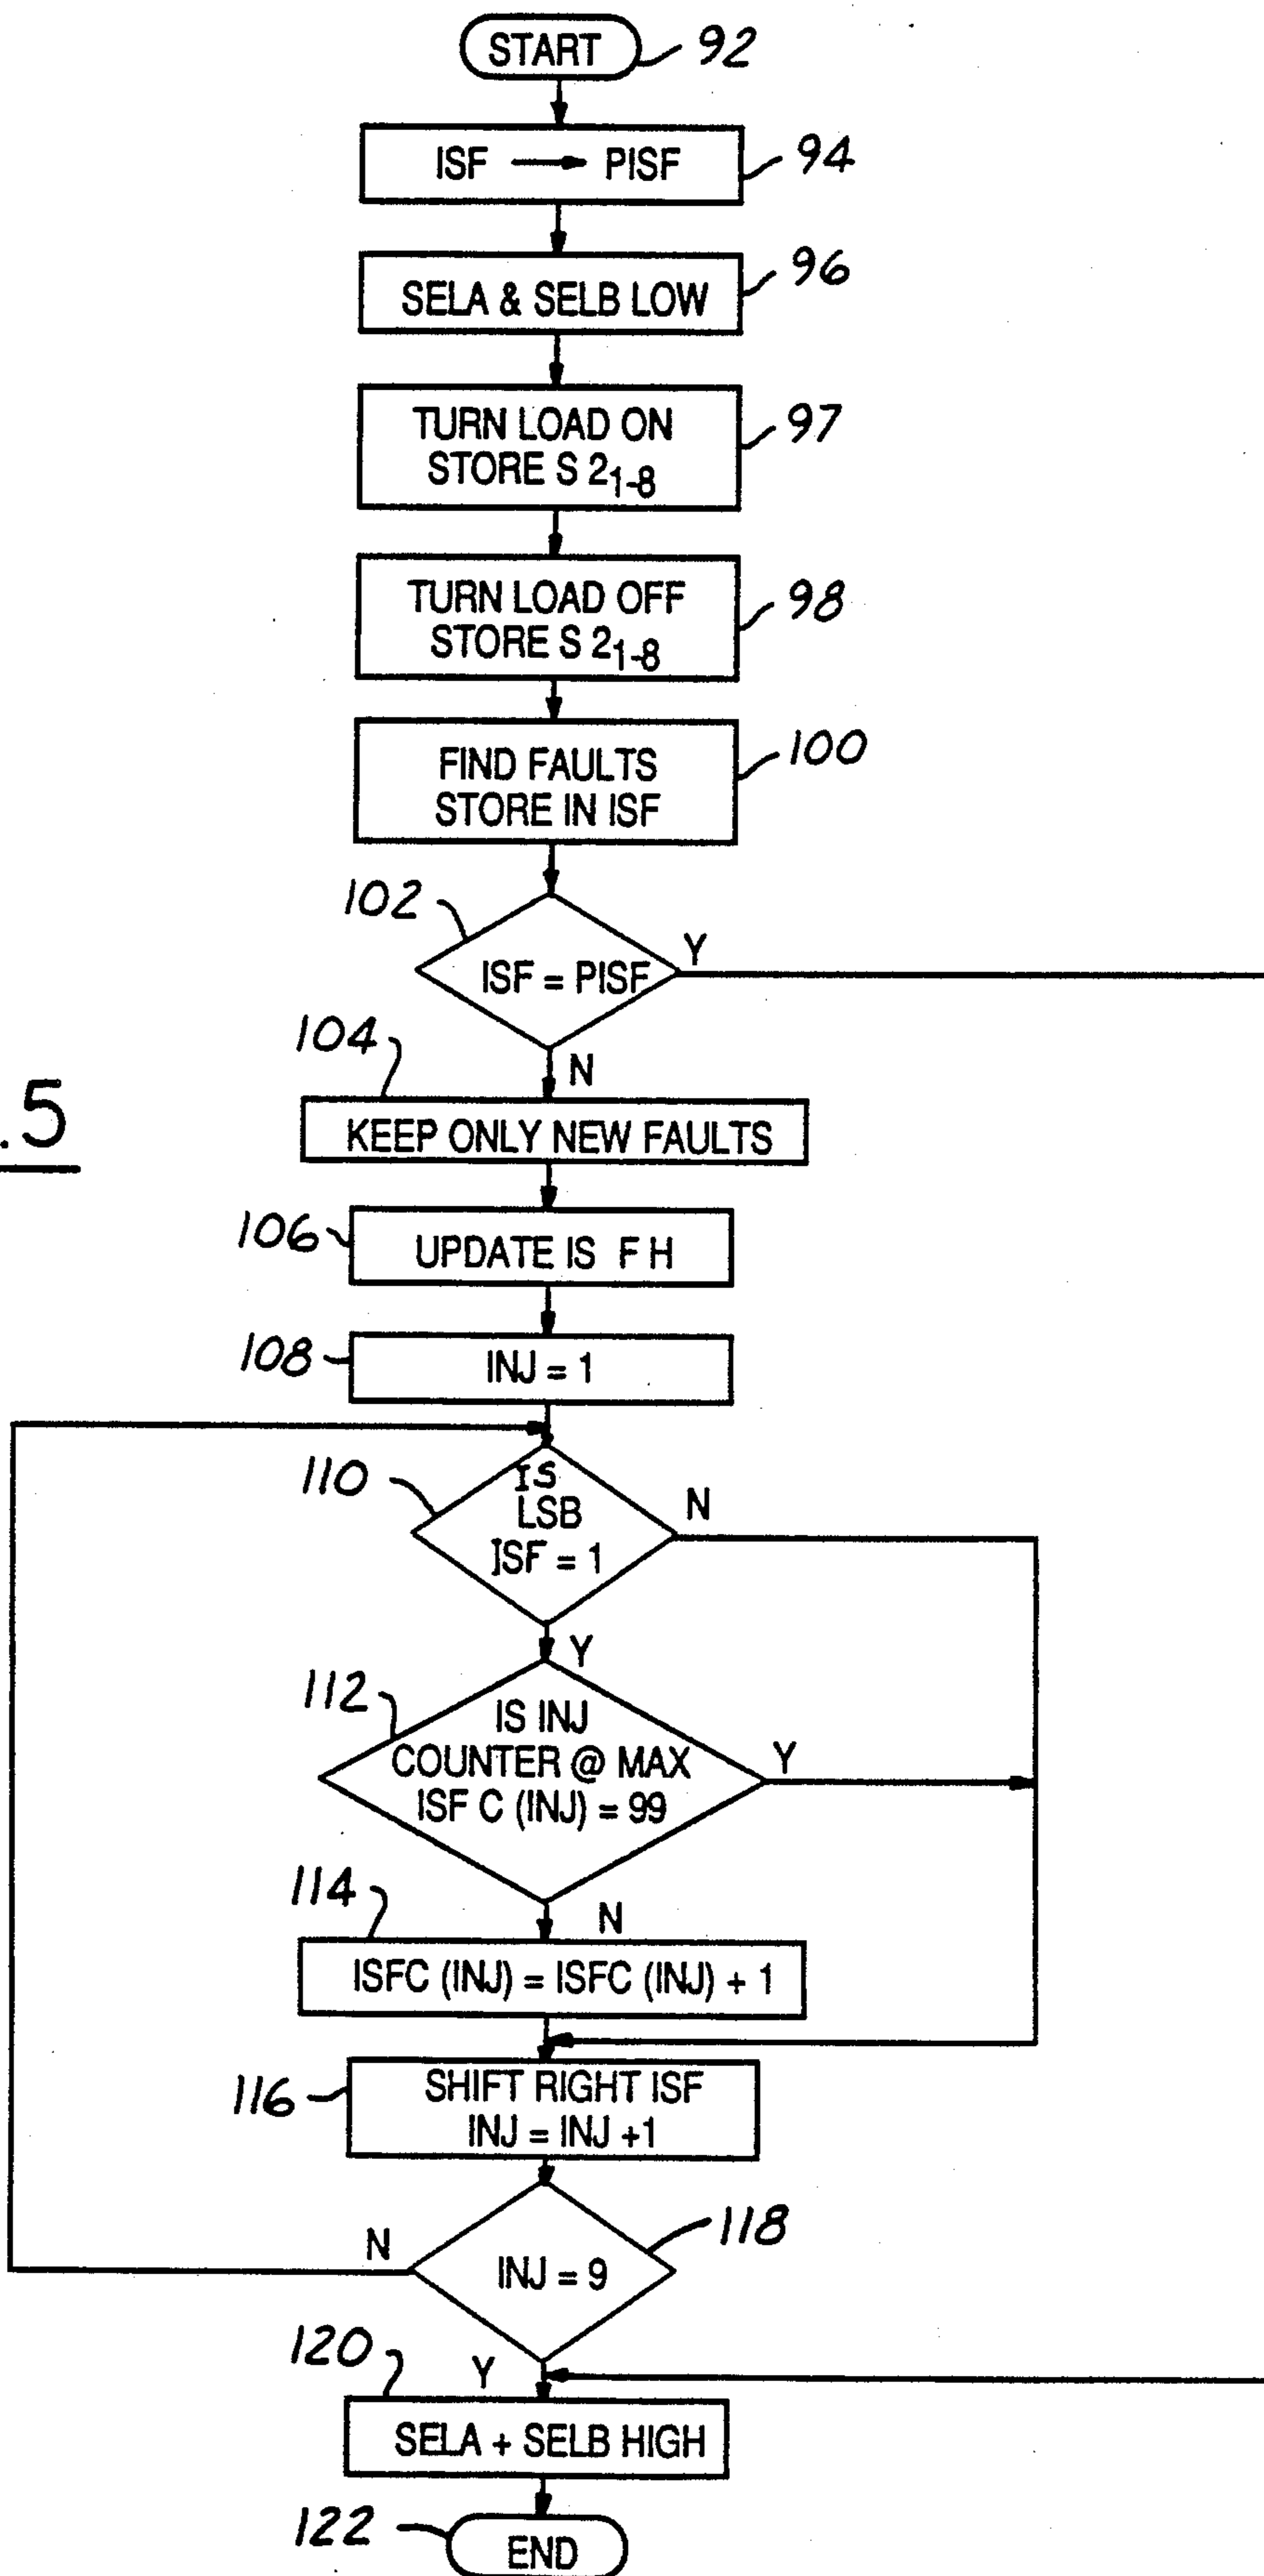 START 92
ISF → PISF 94
SELA & SELB LOW 96
TURN LOAD ON 97
STORE S 2₁₋₈
TURN LOAD OFF 98
STORE S 2₁₋₈
FIND FAULTS 100
STORE IN ISF
102
ISF = PISF Y
N
104
KEEP ONLY NEW FAULTS
.5
106 UPDATE IS F H
108 INJ = 1
110
IS
LSB N
ISF = 1
Y
112
IS INJ
COUNTER @ MAX Y
ISF C (INJ) = 99
N
114
ISFC (INJ) = ISFC (INJ) + 1
116 SHIFT RIGHT ISF
INJ = INJ +1
118
N INJ = 9
Y
120
SELA + SELB HIGH
122 END